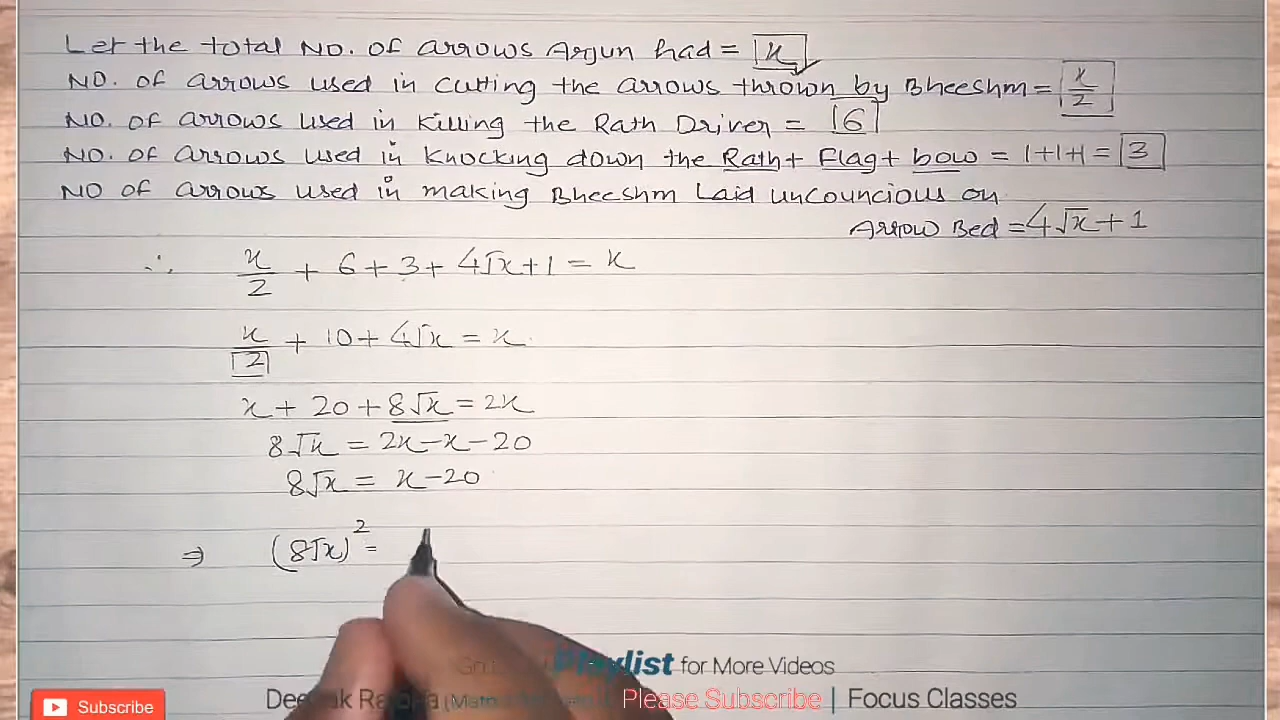 Let the total No. of arrows Arjun had = x
No. of arrows used in cutting the arrows thrown by Bheeshm = x/2
No. of arrows used in killing the Rath Driver = 6
No. of arrows used in knocking down the Rath + Flag + bow = 1+1+1 = 3
No of arrows used in making Bheeshm Laid uncouncious on
Arrow Bed = 4√x + 1
∴ x/2 + 6 + 3 + 4√x + 1 = x
x/2 + 10 + 4√x = x
x + 20 + 8√x = 2x
8√x = 2x - x - 20
8√x = x - 20
⇒ (8√x)² =
Playlist for More Videos
Please Subscribe | Focus Classes
Subscribe